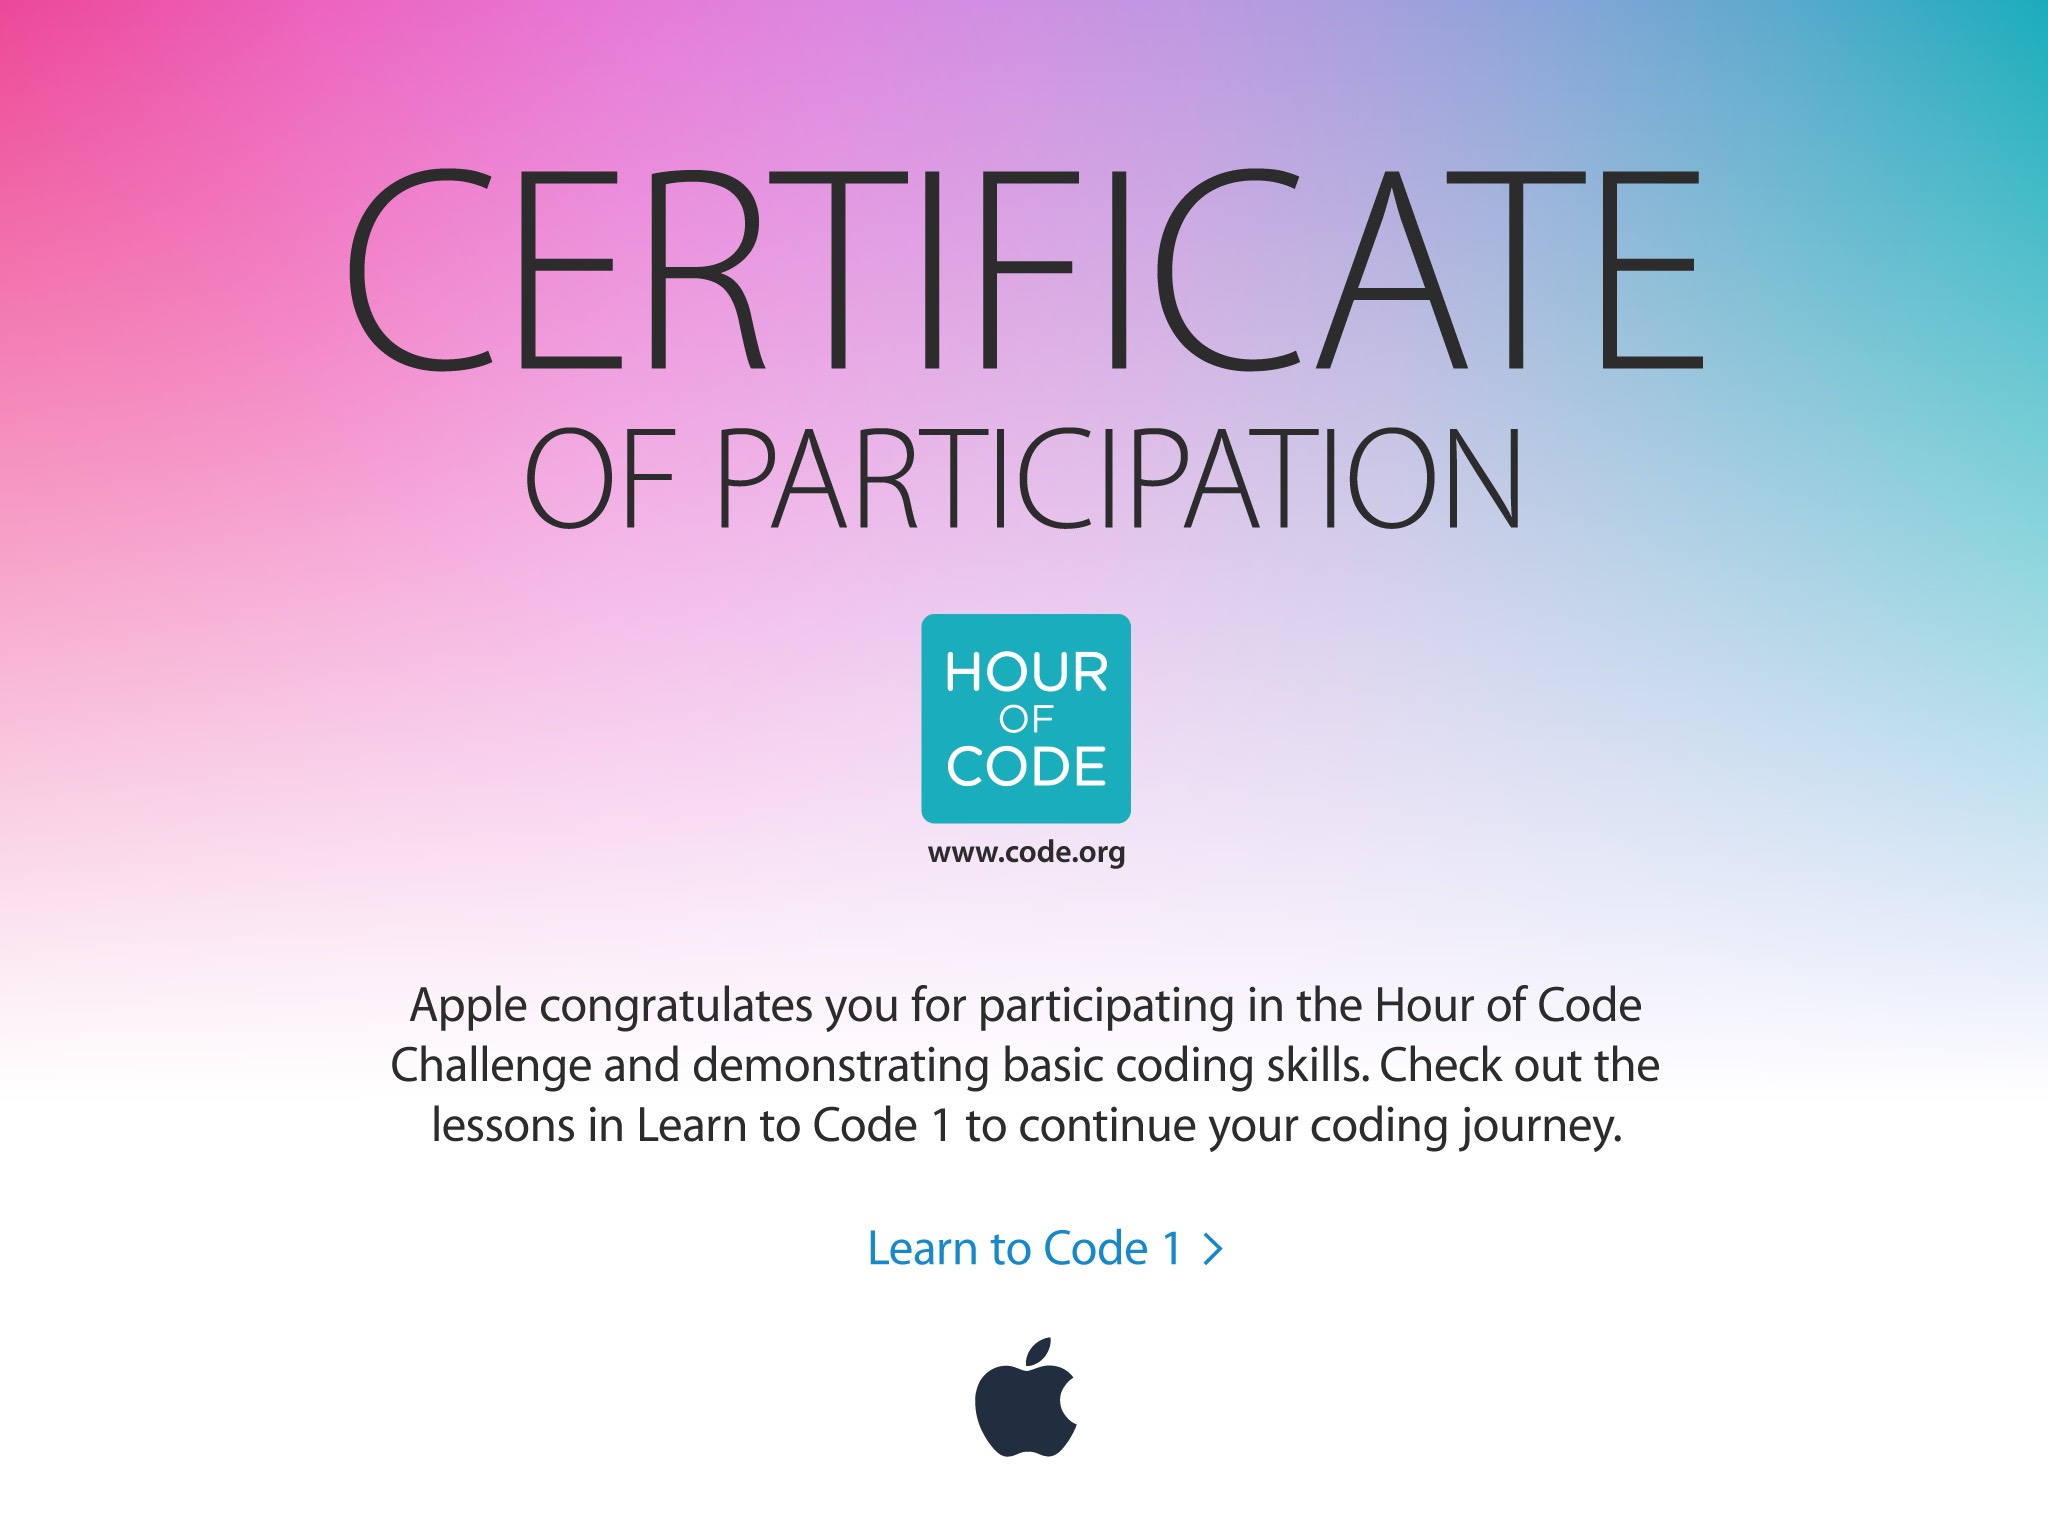 CERTIFICATE
OF PARTICIPATION
HOUR
OF
CODE
www.code.org
Apple congratulates you for participating in the Hour of Code
Challenge and demonstrating basic coding skills. Check out the
lessons in Learn to Code 1 to continue your coding journey.
Learn to Code 1 >